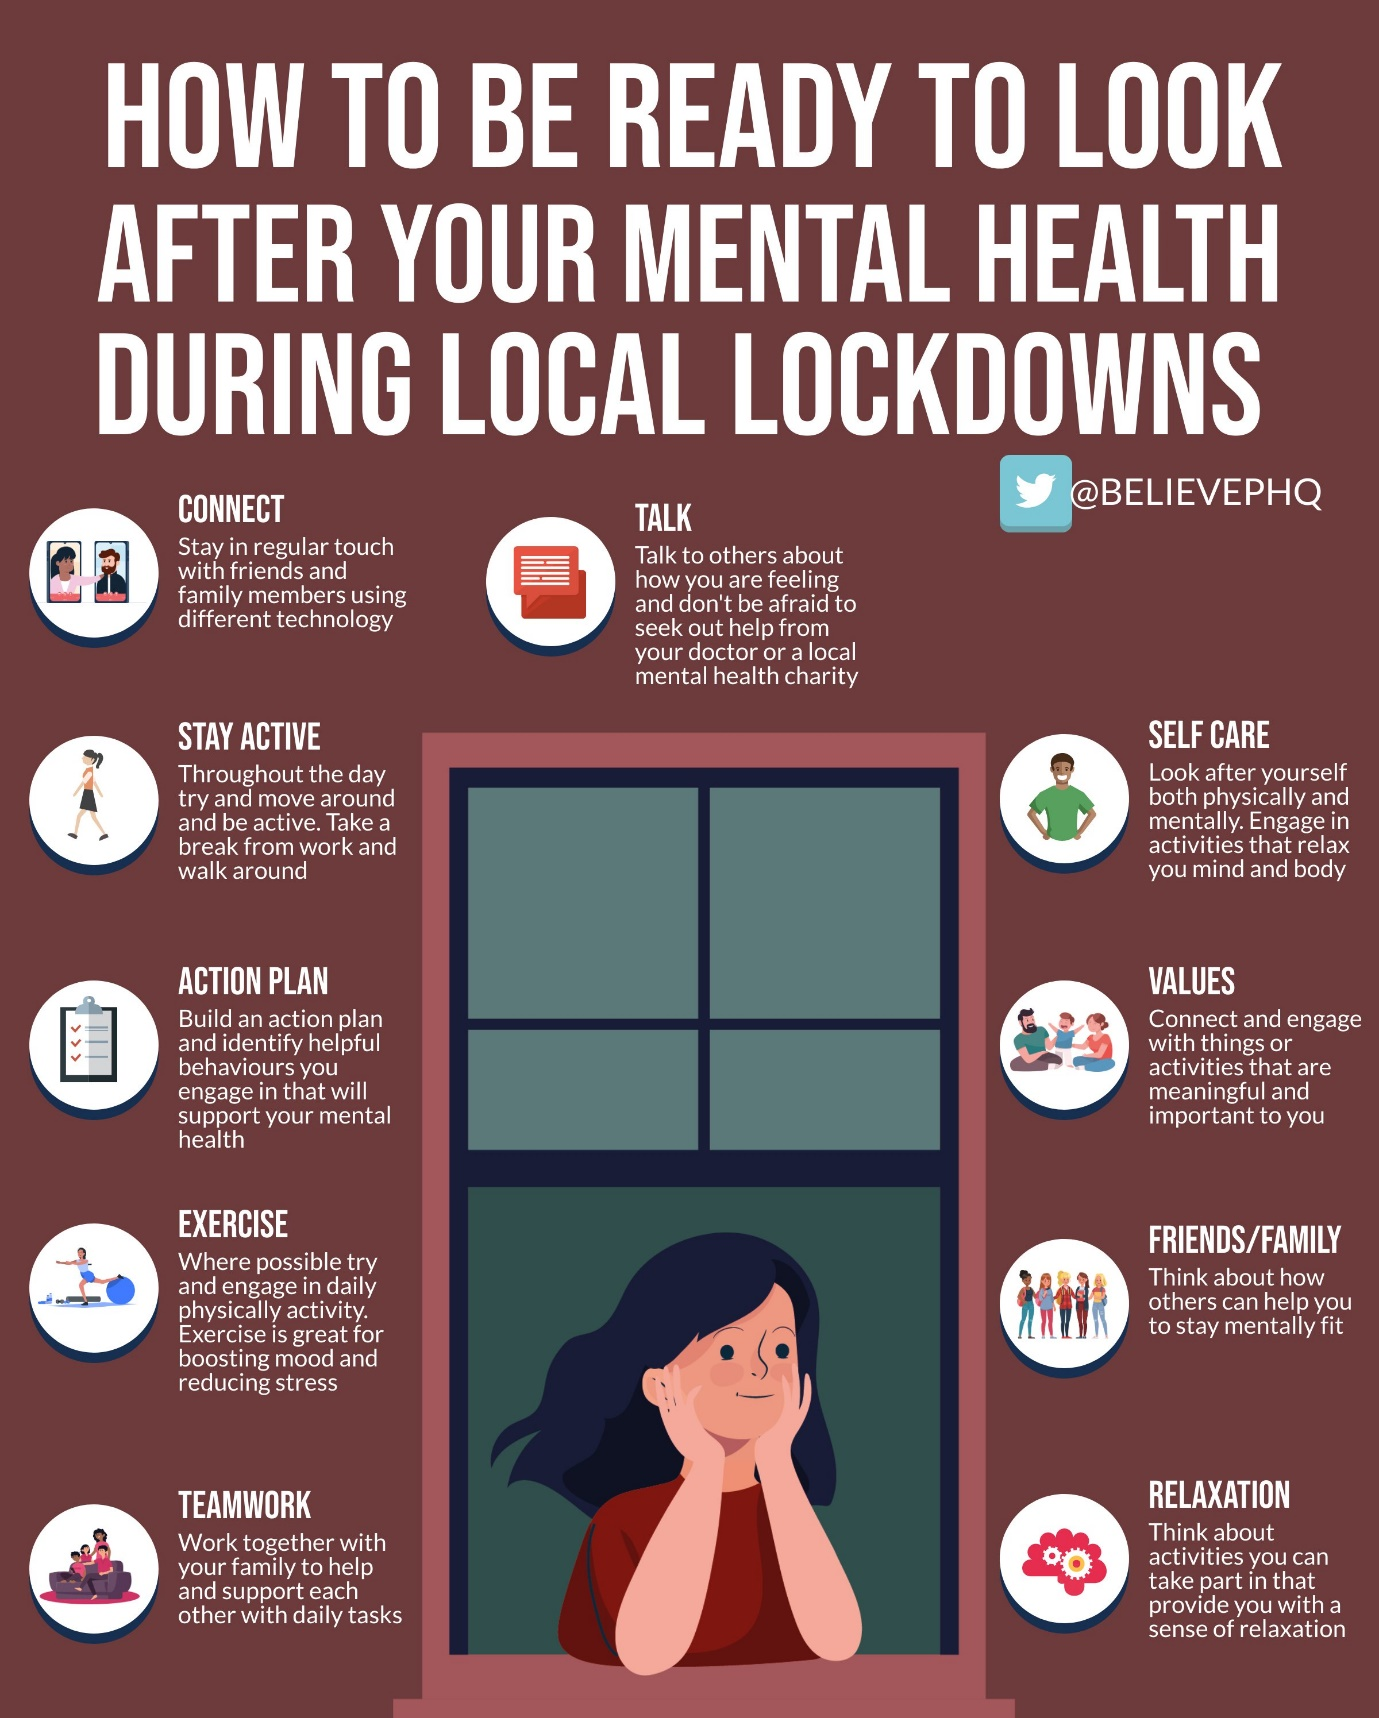 HOW TO BE READY TO LOOK
AFTER YOUR MENTAL HEALTH
DURING LOCAL LOCKDOWNS
@BELIEVEPHQ
CONNECT
Stay in regular touch
with friends and
family members using
different technology
TALK
Talk to others about
how you are feeling
and don't be afraid to
seek out help from
your doctor or a local
mental health charity
STAY ACTIVE
Throughout the day
try and move around
and be active. Take a
break from work and
walk around
SELF CARE
Look after yourself
both physically and
mentally. Engage in
activities that relax
you mind and body
ACTION PLAN
Build an action plan
and identify helpful
behaviours you
engage in that will
support your mental
health
VALUES
Connect and engage
with things or
activities that are
meaningful and
important to you
EXERCISE
Where possible try
and engage in daily
physically activity.
Exercise is great for
boosting mood and
reducing stress
FRIENDS/FAMILY
Think about how
others can help you
to stay mentally fit
TEAMWORK
Work together with
your family to help
and support each
other with daily tasks
RELAXATION
Think about
activities you can
take part in that
provide you with a
sense of relaxation